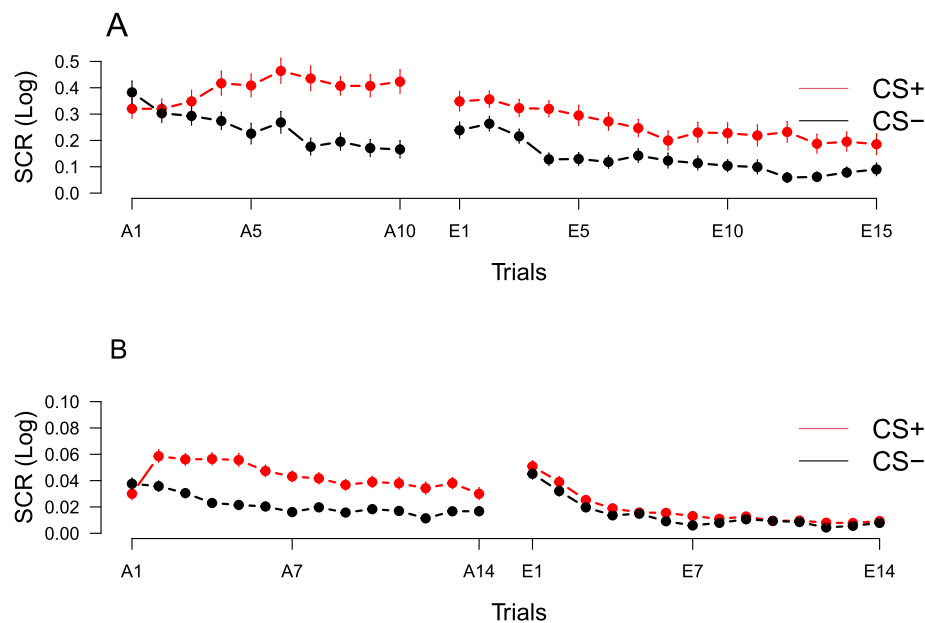 A
SCR (Log)
0.5
0.4
0.3
0.2
0.1
0.0
CS+
CS−
A1 A5 A10 E1 E5 E10 E15
Trials
B
SCR (Log)
0.10
0.08
0.06
0.04
0.02
0.00
CS+
CS−
A1 A7 A14 E1 E7 E14
Trials